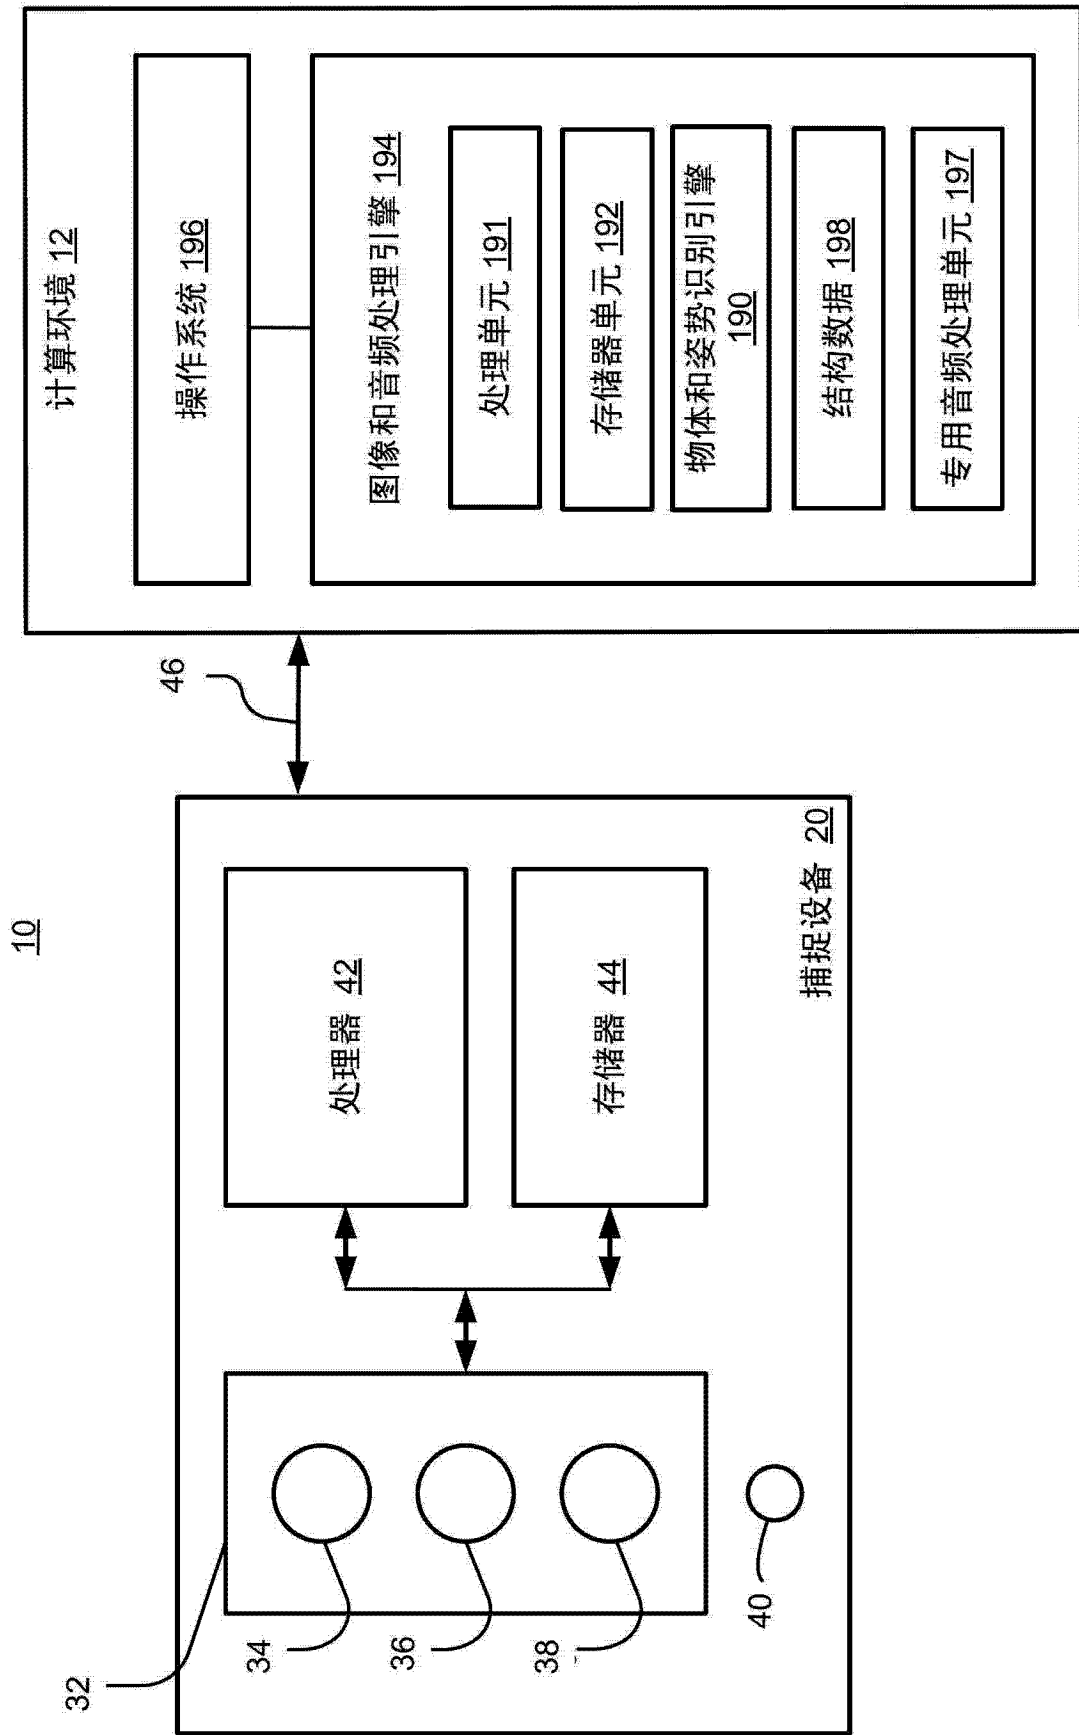 10
32
34
36
38
40
处理器 42
存储器 44
捕捉设备 20
46
计算环境 12
操作系统 196
图像和音频处理引擎 194
处理单元 191
存储器单元 192
物体和姿势识别引擎
190
结构数据 198
专用音频处理单元 197